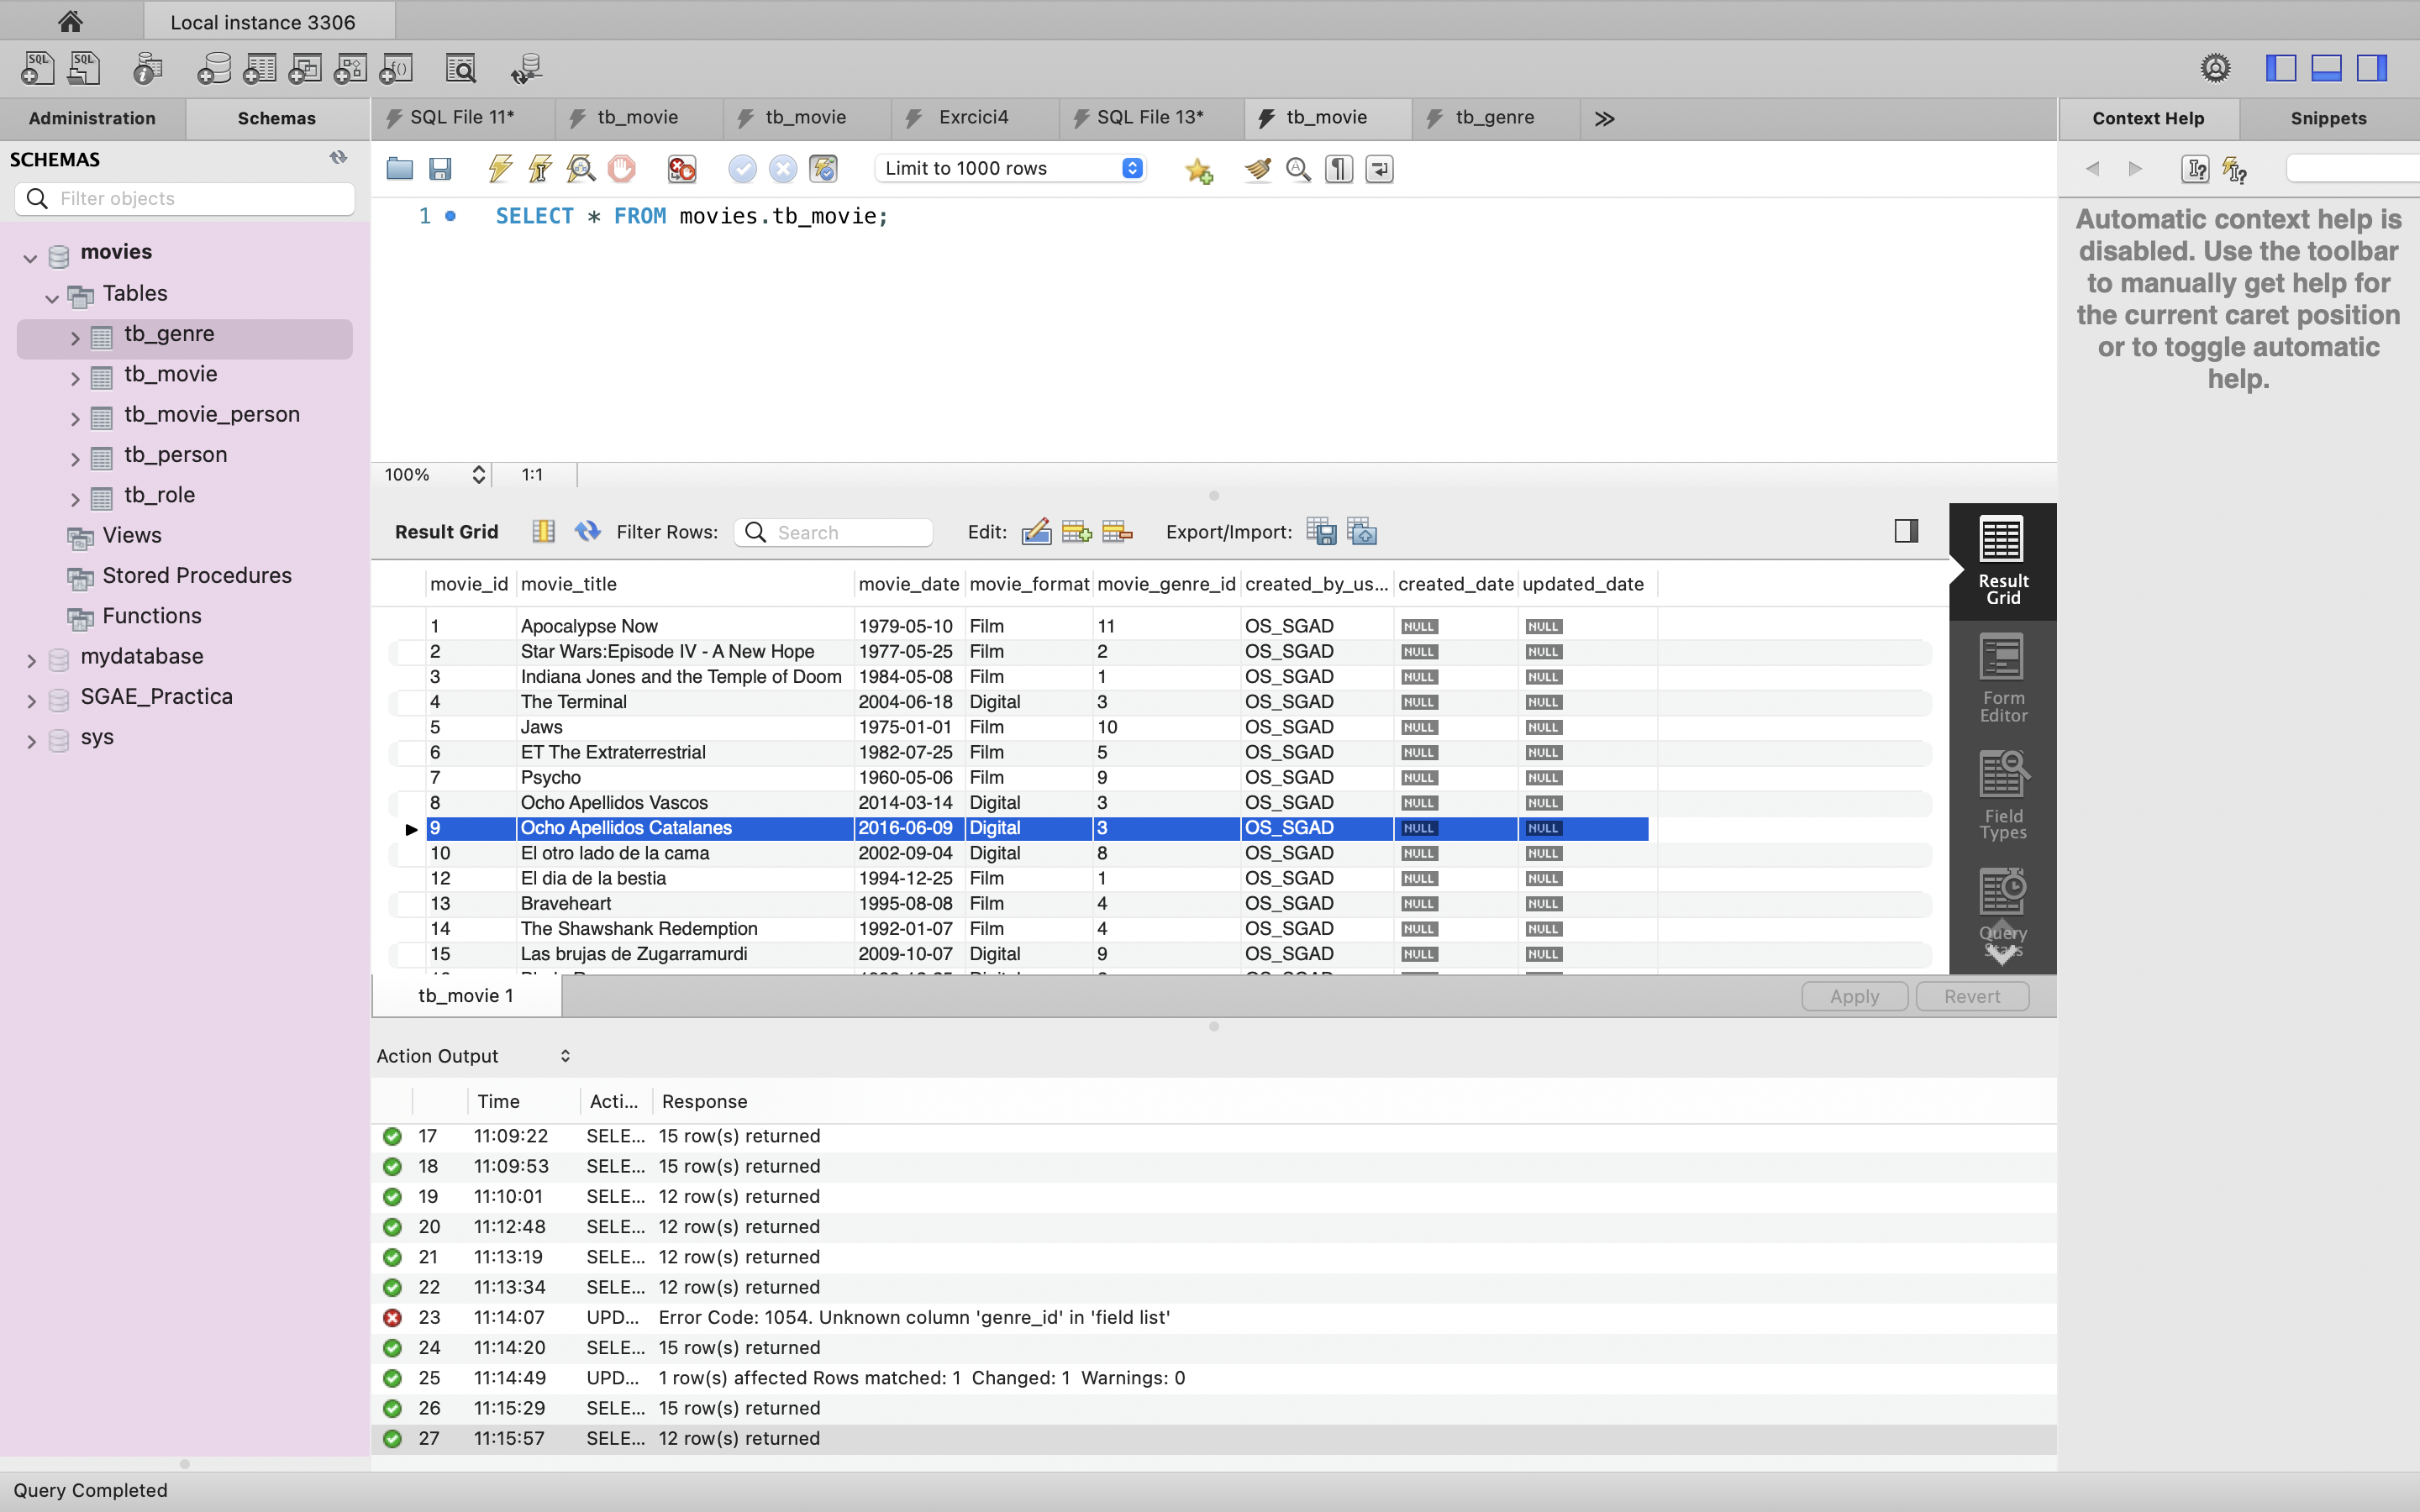 Local instance 3306
Administration
Schemas
SCHEMAS
Filter objects
movies
Tables
tb_genre
tb_movie
tb_movie_person
tb_person
tb_role
Views
Stored Procedures
Functions
mydatabase
SGAE_Practica
sys
SQL File 11* tb_movie tb_movie Exrcici4 SQL File 13* tb_movie tb_genre
Limit to 1000 rows
1 SELECT * FROM movies.tb_movie;
100% 1:1
Result Grid Filter Rows: Search Edit: Export/Import:
movie_id movie_title movie_date movie_format movie_genre_id created_by_us... created_date updated_date
1 Apocalypse Now 1979-05-10 Film 11 OS_SGAD NULL NULL
2 Star Wars:Episode IV - A New Hope 1977-05-25 Film 2 OS_SGAD NULL NULL
3 Indiana Jones and the Temple of Doom 1984-05-08 Film 1 OS_SGAD NULL NULL
4 The Terminal 2004-06-18 Digital 3 OS_SGAD NULL NULL
5 Jaws 1975-01-01 Film 10 OS_SGAD NULL NULL
6 ET The Extraterrestrial 1982-07-25 Film 5 OS_SGAD NULL NULL
7 Psycho 1960-05-06 Film 9 OS_SGAD NULL NULL
8 Ocho Apellidos Vascos 2014-03-14 Digital 3 OS_SGAD NULL NULL
9 Ocho Apellidos Catalanes 2016-06-09 Digital 3 OS_SGAD NULL NULL
10 El otro lado de la cama 2002-09-04 Digital 8 OS_SGAD NULL NULL
12 El dia de la bestia 1994-12-25 Film 1 OS_SGAD NULL NULL
13 Braveheart 1995-08-08 Film 4 OS_SGAD NULL NULL
14 The Shawshank Redemption 1992-01-07 Film 4 OS_SGAD NULL NULL
15 Las brujas de Zugarramurdi 2009-10-07 Digital 9 OS_SGAD NULL NULL
Result
Grid
Form
Editor
Field
Types
Query
tb_movie 1
Apply
Revert
Action Output
Time Acti... Response
17 11:09:22 SELE... 15 row(s) returned
18 11:09:53 SELE... 15 row(s) returned
19 11:10:01 SELE... 12 row(s) returned
20 11:12:48 SELE... 12 row(s) returned
21 11:13:19 SELE... 12 row(s) returned
22 11:13:34 SELE... 12 row(s) returned
23 11:14:07 UPD... Error Code: 1054. Unknown column 'genre_id' in 'field list'
24 11:14:20 SELE... 15 row(s) returned
25 11:14:49 UPD... 1 row(s) affected Rows matched: 1 Changed: 1 Warnings: 0
26 11:15:29 SELE... 15 row(s) returned
27 11:15:57 SELE... 12 row(s) returned
Context Help
Snippets
Automatic context help is
disabled. Use the toolbar
to manually get help for
the current caret position
or to toggle automatic
help.
Query Completed